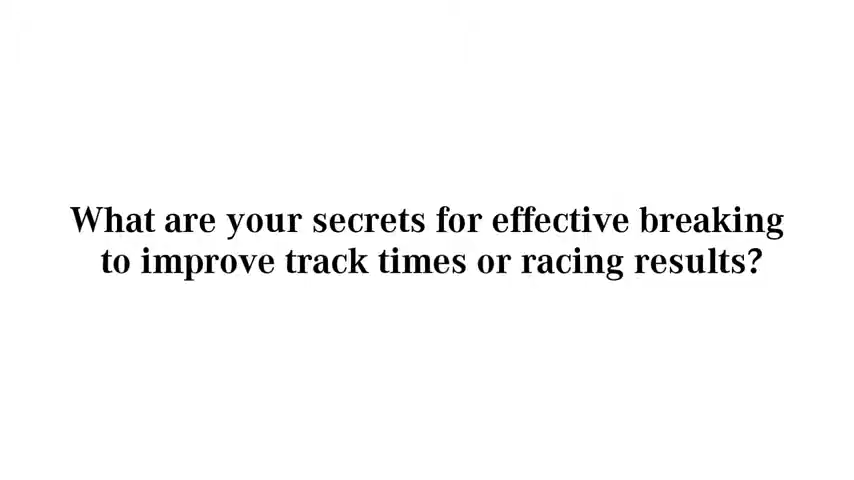 What are your secrets for effective breaking
to improve track times or racing results?